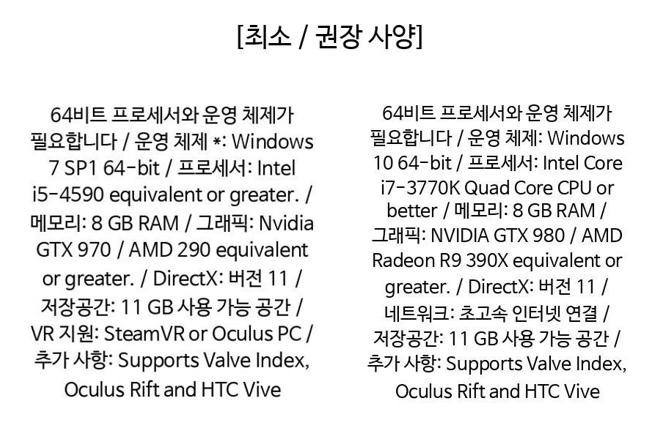 [최소 / 권장 사양]
64비트 프로세서와 운영 체제가
필요합니다 / 운영 체제 *: Windows
7 SP1 64-bit / 프로세서: Intel
i5-4590 equivalent or greater. /
메모리: 8 GB RAM / 그래픽: Nvidia
GTX 970 / AMD 290 equivalent
or greater. / DirectX: 버전 11 /
저장공간: 11 GB 사용 가능 공간 /
VR 지원: SteamVR or Oculus PC /
추가 사항: Supports Valve Index,
Oculus Rift and HTC Vive
64비트 프로세서와 운영 체제가
필요합니다 / 운영 체제: Windows
10 64-bit / 프로세서: Intel Core
i7-3770K Quad Core CPU or
better / 메모리: 8 GB RAM /
그래픽: NVIDIA GTX 980 / AMD
Radeon R9 390X equivalent or
greater. / DirectX: 버전 11 /
네트워크: 초고속 인터넷 연결 /
저장공간: 11 GB 사용 가능 공간 /
추가 사항: Supports Valve Index,
Oculus Rift and HTC Vive